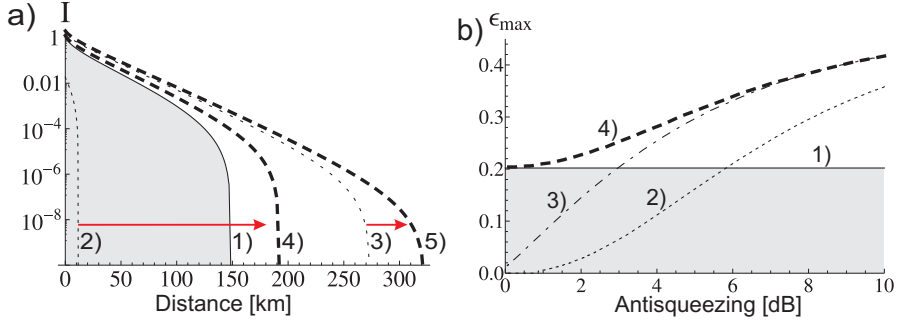 a)
I
1
0.01
10⁻⁴
10⁻⁶
10⁻⁸
2)
1)
4)
3)
5)
0 50 100 150 200 250 300
Distance [km]
b)
ϵmax
0.4
0.3
0.2
0.1
0.0
4)
1)
3)
2)
0 2 4 6 8 10
Antisqueezing [dB]